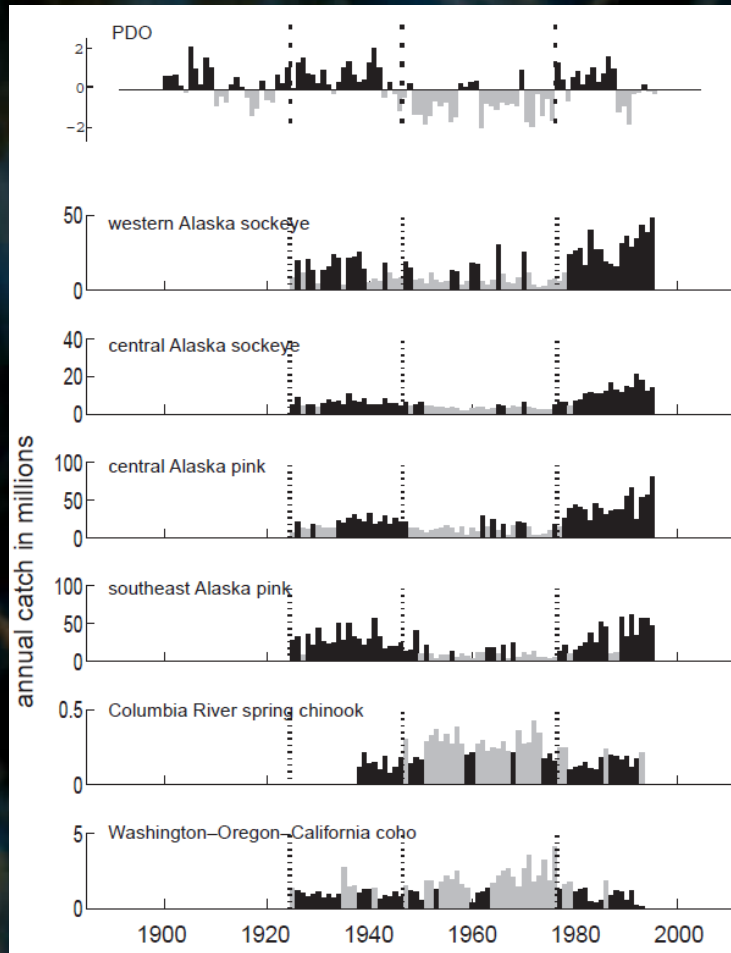 PDO
2
0
−2
western Alaska sockeye
50
0
central Alaska sockeye
40
20
0
central Alaska pink
100
50
0
southeast Alaska pink
100
50
0
Columbia River spring chinook
0.5
0
Washington–Oregon–California coho
5
0
annual catch in millions
1900 1920 1940 1960 1980 2000